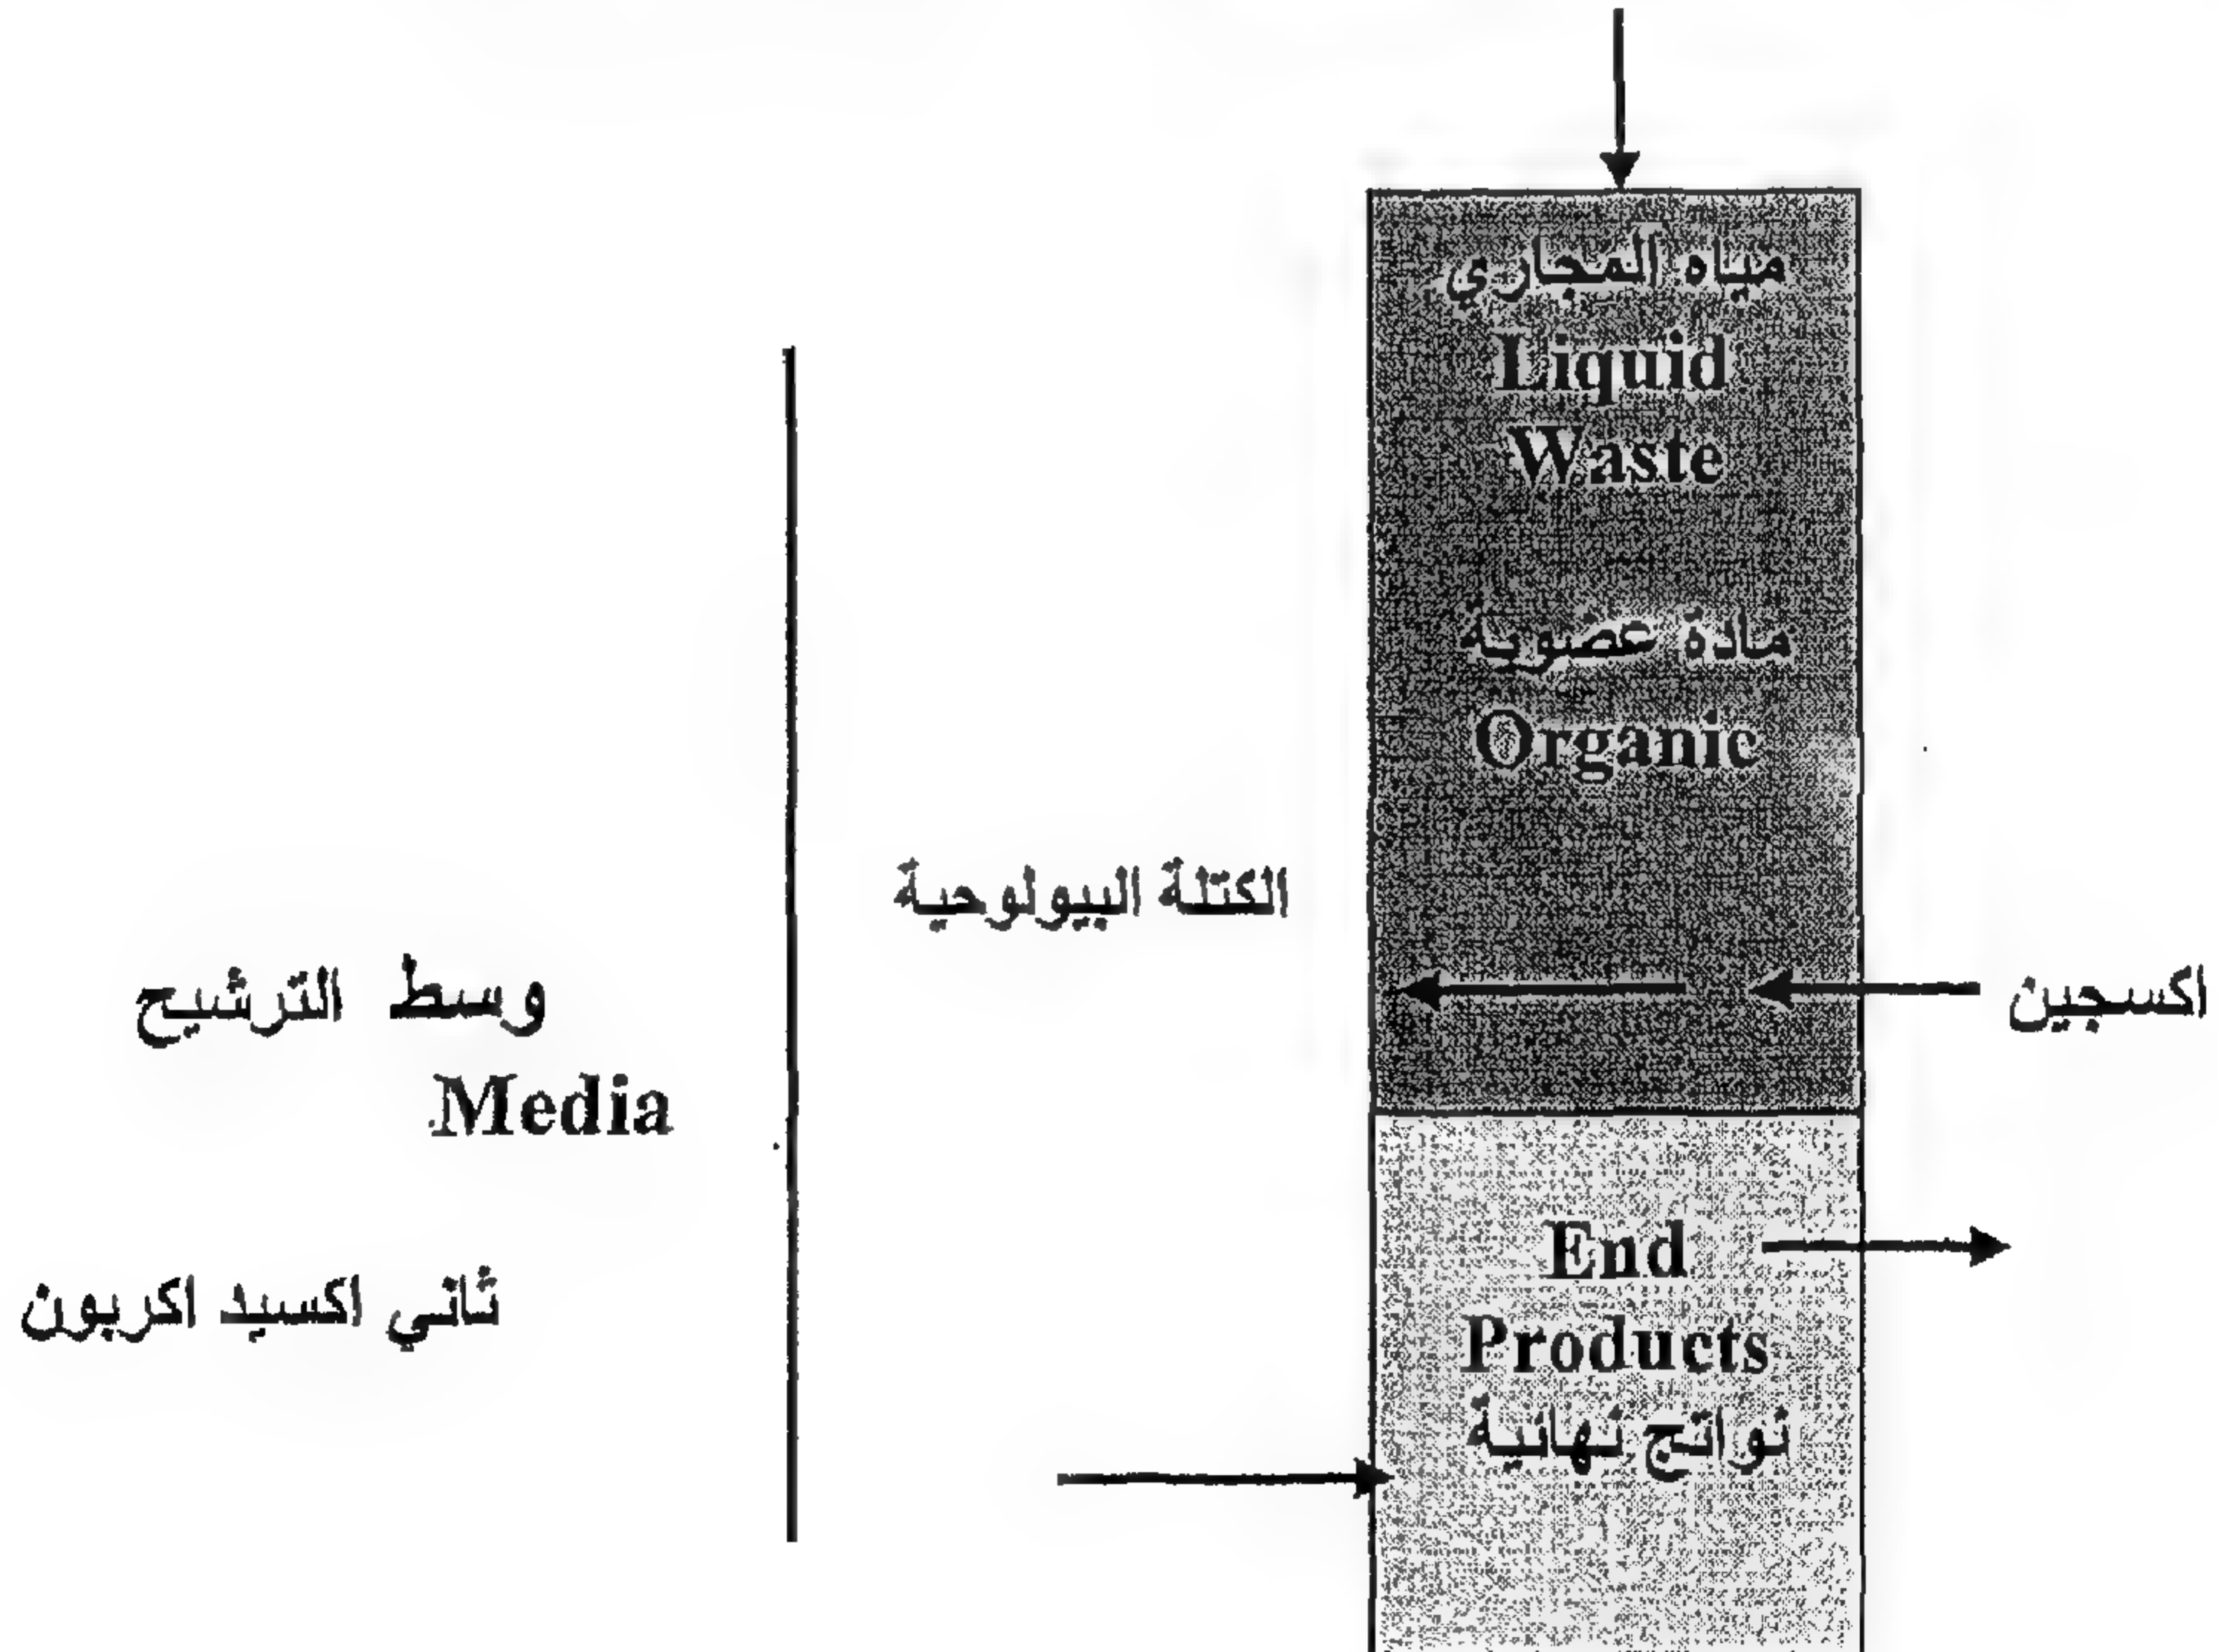 مياه المجاري
Liquid
Waste
مادة عضوية
Organic
الكتلة البيولوحية
وسط الترشيح
Media
اكسجين
ثاني اكسيد اكربون
End
Products
نواتج نهائية